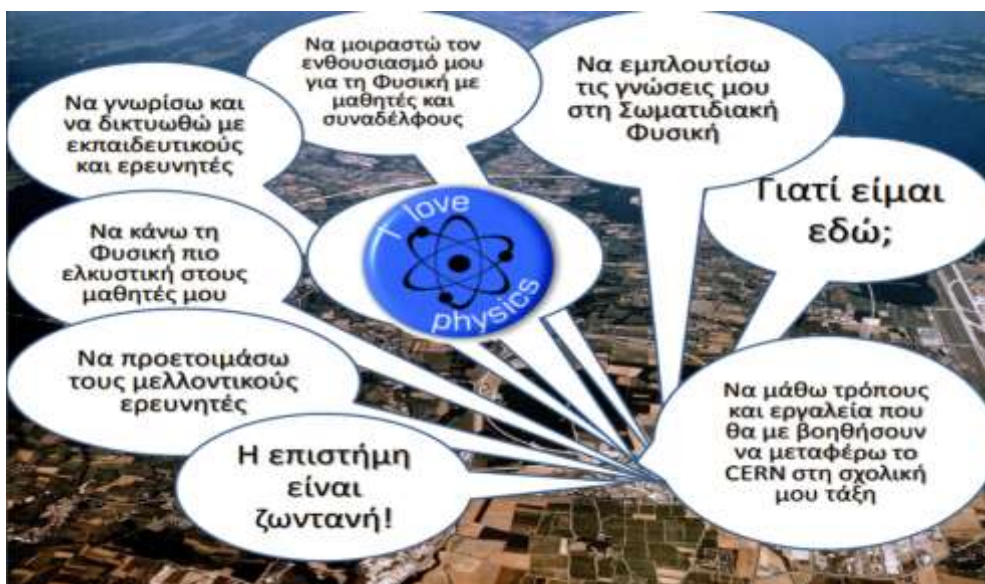 Να μοιραστώ τον
ενθουσιασμό μου
για τη Φυσική με
μαθητές και
συναδέλφους
Να εμπλουτίσω
τις γνώσεις μου
στη Σωματιδιακή
Φυσική
Να γνωρίσω και
να δικτυωθώ με
εκπαιδευτικούς
και ερευνητές
Γιατί είμαι
εδώ;
I love
physics
Να κάνω τη
Φυσική πιο
ελκυστική στους
μαθητές μου
Να προετοιμάσω
τους μελλοντικούς
ερευνητές
Να μάθω τρόπους
και εργαλεία που
θα με βοηθήσουν
να μεταφέρω το
CERN στη σχολική
μου τάξη
Η επιστήμη
είναι
ζωντανή!